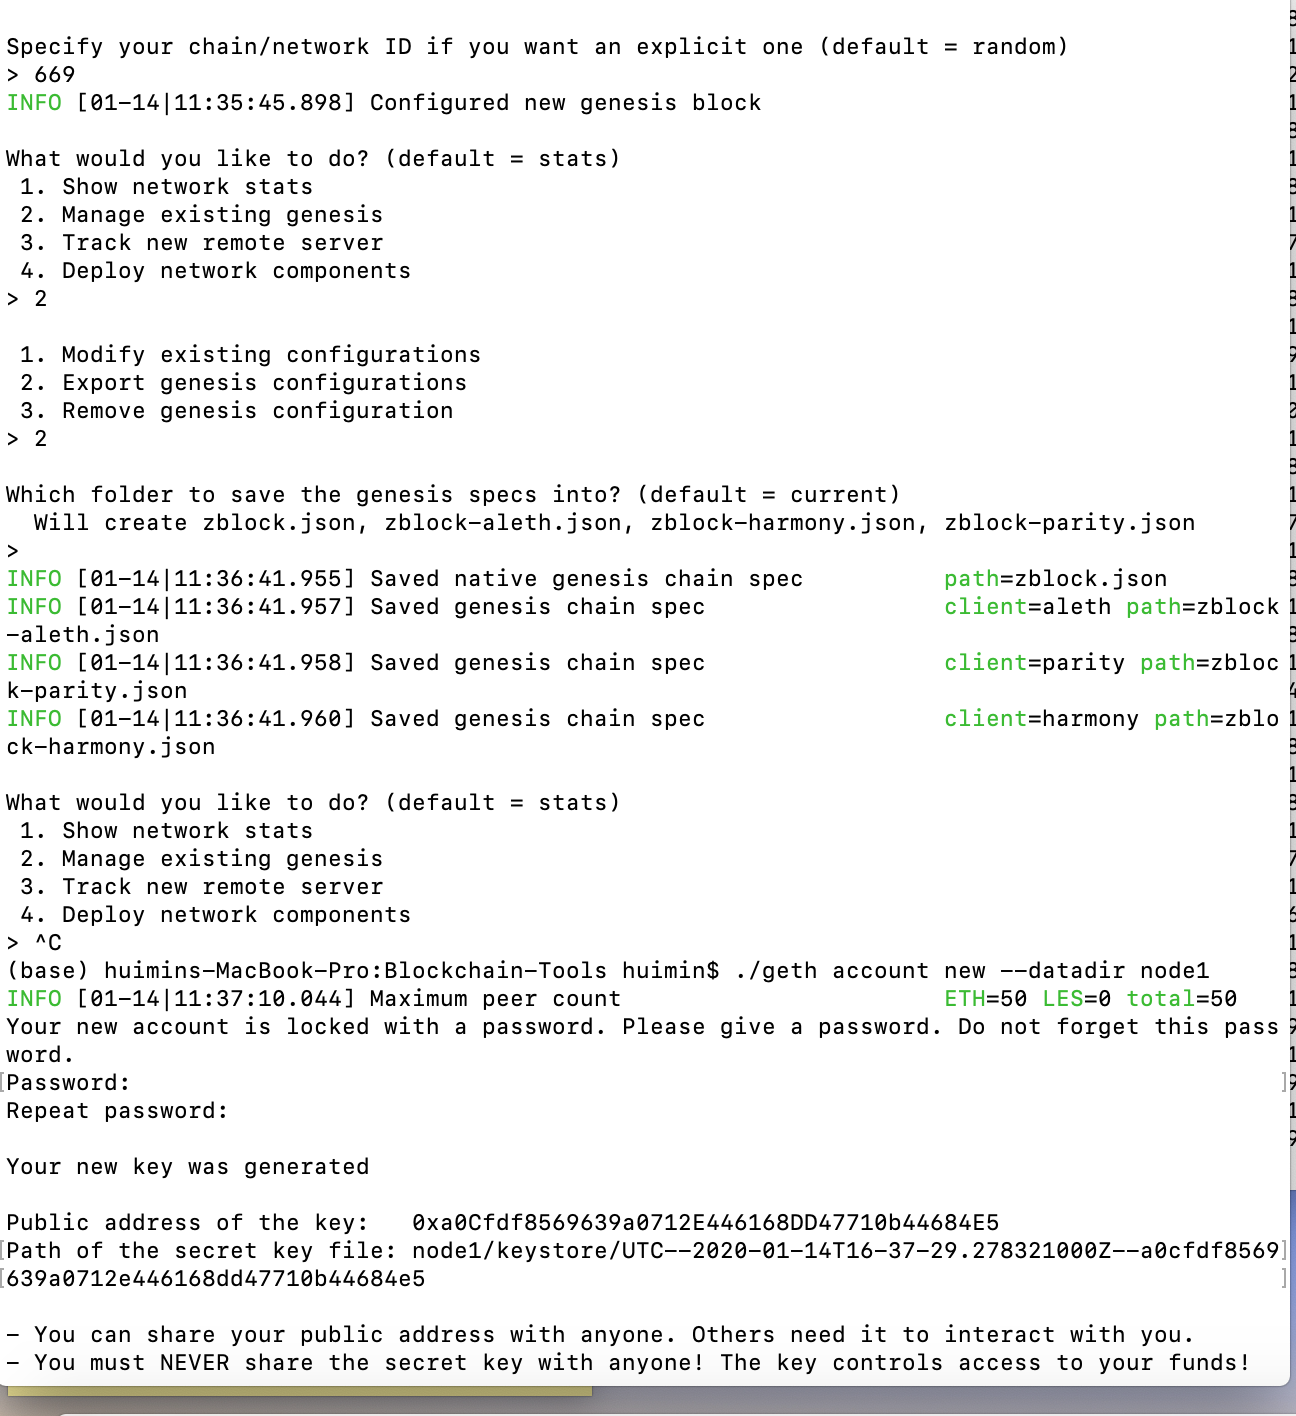 Specify your chain/network ID if you want an explicit one (default = random)
> 669
INFO [01-14|11:35:45.898] Configured new genesis block

What would you like to do? (default = stats)
 1. Show network stats
 2. Manage existing genesis
 3. Track new remote server
 4. Deploy network components
> 2

 1. Modify existing configurations
 2. Export genesis configurations
 3. Remove genesis configuration
> 2

Which folder to save the genesis specs into? (default = current)
  Will create zblock.json, zblock-aleth.json, zblock-harmony.json, zblock-parity.json
>
INFO [01-14|11:36:41.955] Saved native genesis chain spec          path=zblock.json
INFO [01-14|11:36:41.957] Saved genesis chain spec                 client=aleth path=zblock
-aleth.json
INFO [01-14|11:36:41.958] Saved genesis chain spec                 client=parity path=zbloc
k-parity.json
INFO [01-14|11:36:41.960] Saved genesis chain spec                 client=harmony path=zblo
ck-harmony.json

What would you like to do? (default = stats)
 1. Show network stats
 2. Manage existing genesis
 3. Track new remote server
 4. Deploy network components
> ^C
(base) huimins-MacBook-Pro:Blockchain-Tools huimin$ ./geth account new --datadir node1
INFO [01-14|11:37:10.044] Maximum peer count                       ETH=50 LES=0 total=50
Your new account is locked with a password. Please give a password. Do not forget this pass
word.
[Password:                                                                                 ]
Repeat password:

Your new key was generated

Public address of the key:   0xa0Cfdf8569639a0712E446168DD47710b44684E5
[Path of the secret key file: node1/keystore/UTC--2020-01-14T16-37-29.278321000Z--a0cfdf8569]
[639a0712e446168dd47710b44684e5                                                             ]

- You can share your public address with anyone. Others need it to interact with you.
- You must NEVER share the secret key with anyone! The key controls access to your funds!